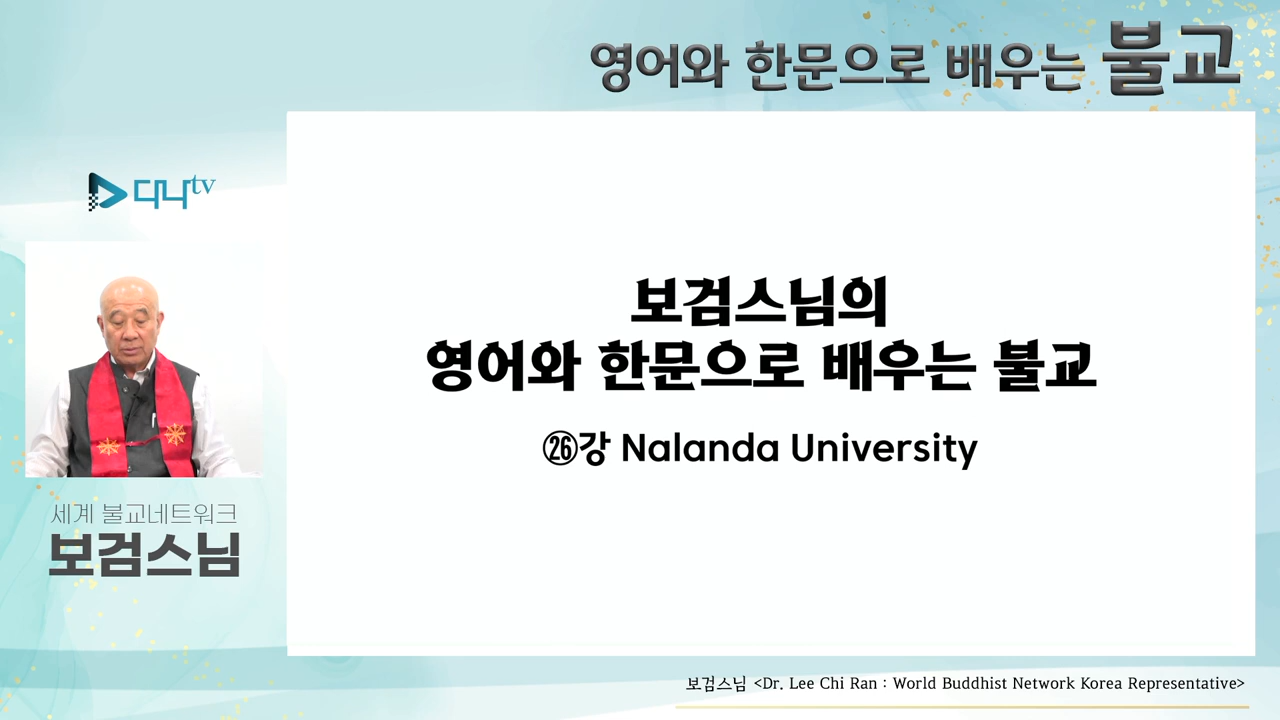 영어와 한문으로 배우는 불교
다나tv
보검스님의
영어와 한문으로 배우는 불교
㉖강 Nalanda University
세계 불교네트워크
보검스님
보검스님 <Dr. Lee Chi Ran : World Buddhist Network Korea Representative>